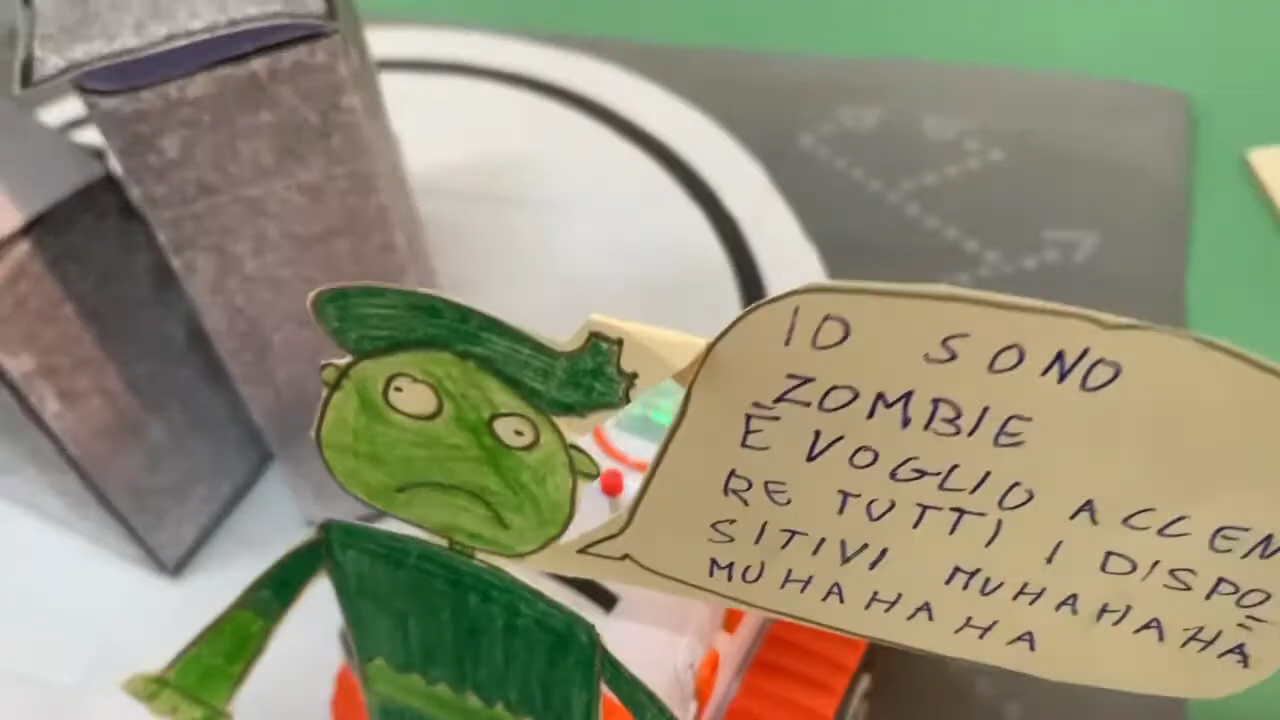 IO SONO
ZOMBIE
E VOGLIO ACCEN
RE TUTTI I DISPO
SITIVI MUHAHAHA
MUHAHAHA